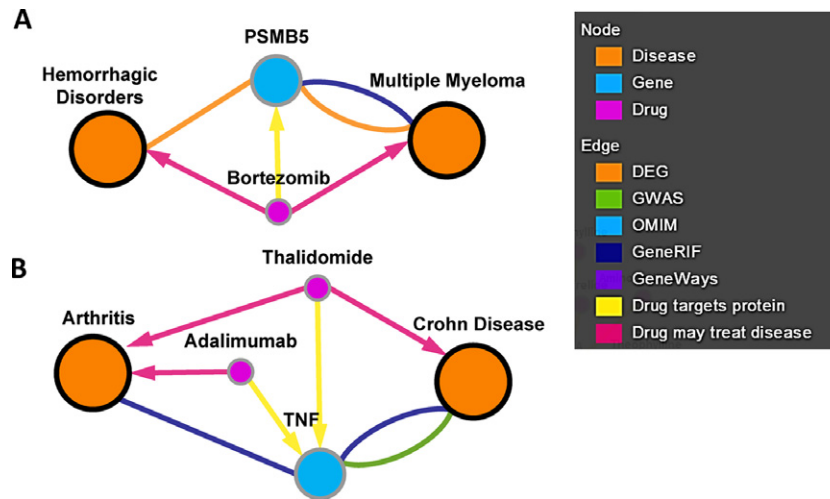 A
PSMB5
Hemorrhagic
Disorders
Multiple Myeloma
Bortezomib
B
Thalidomide
Arthritis
Adalimumab
Crohn Disease
TNF
Node
Disease
Gene
Drug
Edge
DEG
GWAS
OMIM
GeneRIF
GeneWays
Drug targets protein
Drug may treat disease